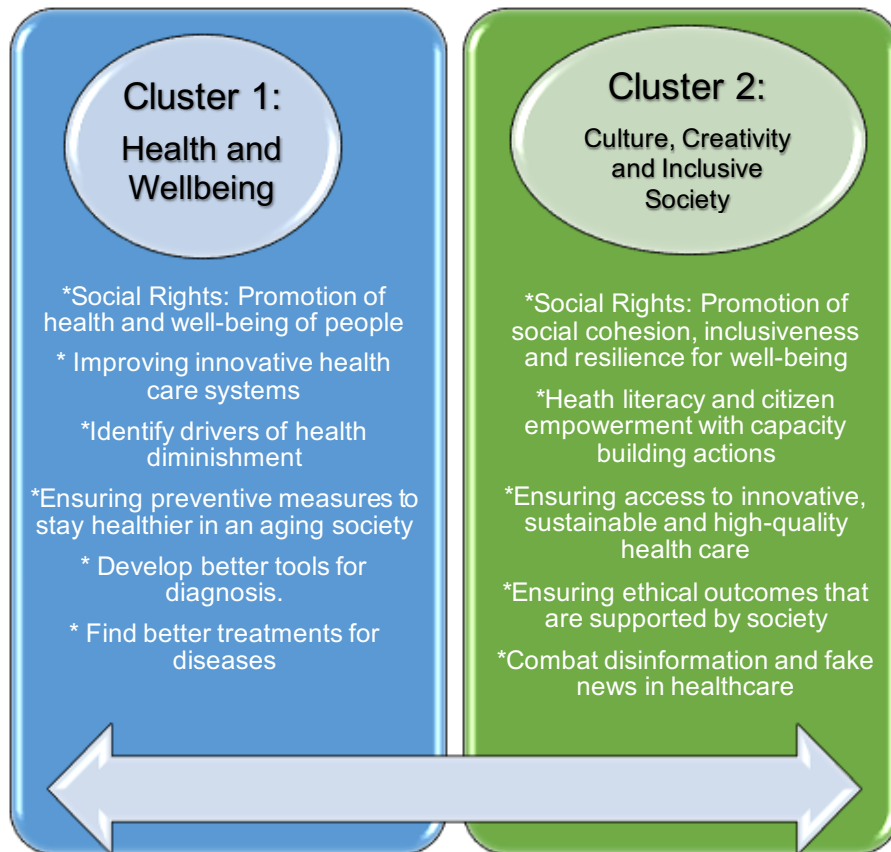 Cluster 1:
Health and
Wellbeing
*Social Rights: Promotion of
health and well-being of people
* Improving innovative health
care systems
*Identify drivers of health
diminishment
*Ensuring preventive measures to
stay healthier in an aging society
* Develop better tools for
diagnosis.
* Find better treatments for
diseases
Cluster 2:
Culture, Creativity
and Inclusive
Society
*Social Rights: Promotion of
social cohesion, inclusiveness
and resilience for well-being
*Heath literacy and citizen
empowerment with capacity
building actions
*Ensuring access to innovative,
sustainable and high-quality
health care
*Ensuring ethical outcomes that
are supported by society
*Combat disinformation and fake
news in healthcare